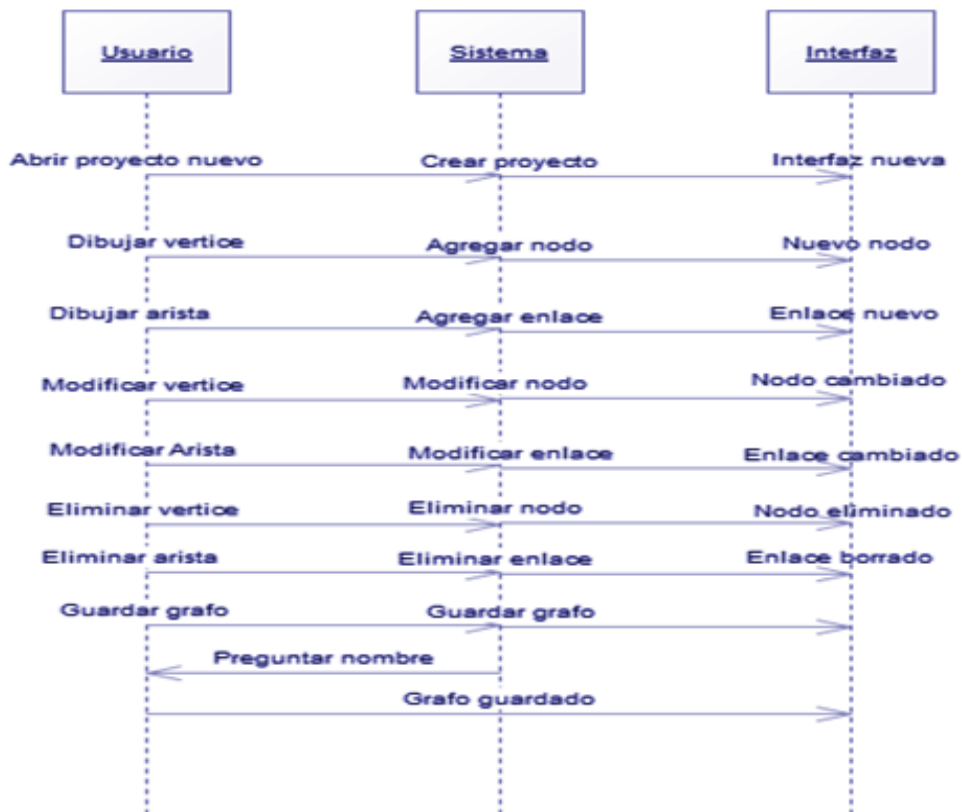 Usuario Sistema Interfaz
Abrir proyecto nuevo Crear proyecto Interfaz nueva
Dibujar vertice Agregar nodo Nuevo nodo
Dibujar arista Agregar enlace Enlace nuevo
Modificar vertice Modificar nodo Nodo cambiado
Modificar Arista Modificar enlace Enlace cambiado
Eliminar vertice Eliminar nodo Nodo eliminado
Eliminar arista Eliminar enlace Enlace borrado
Guardar grafo Guardar grafo
Preguntar nombre
Grafo guardado